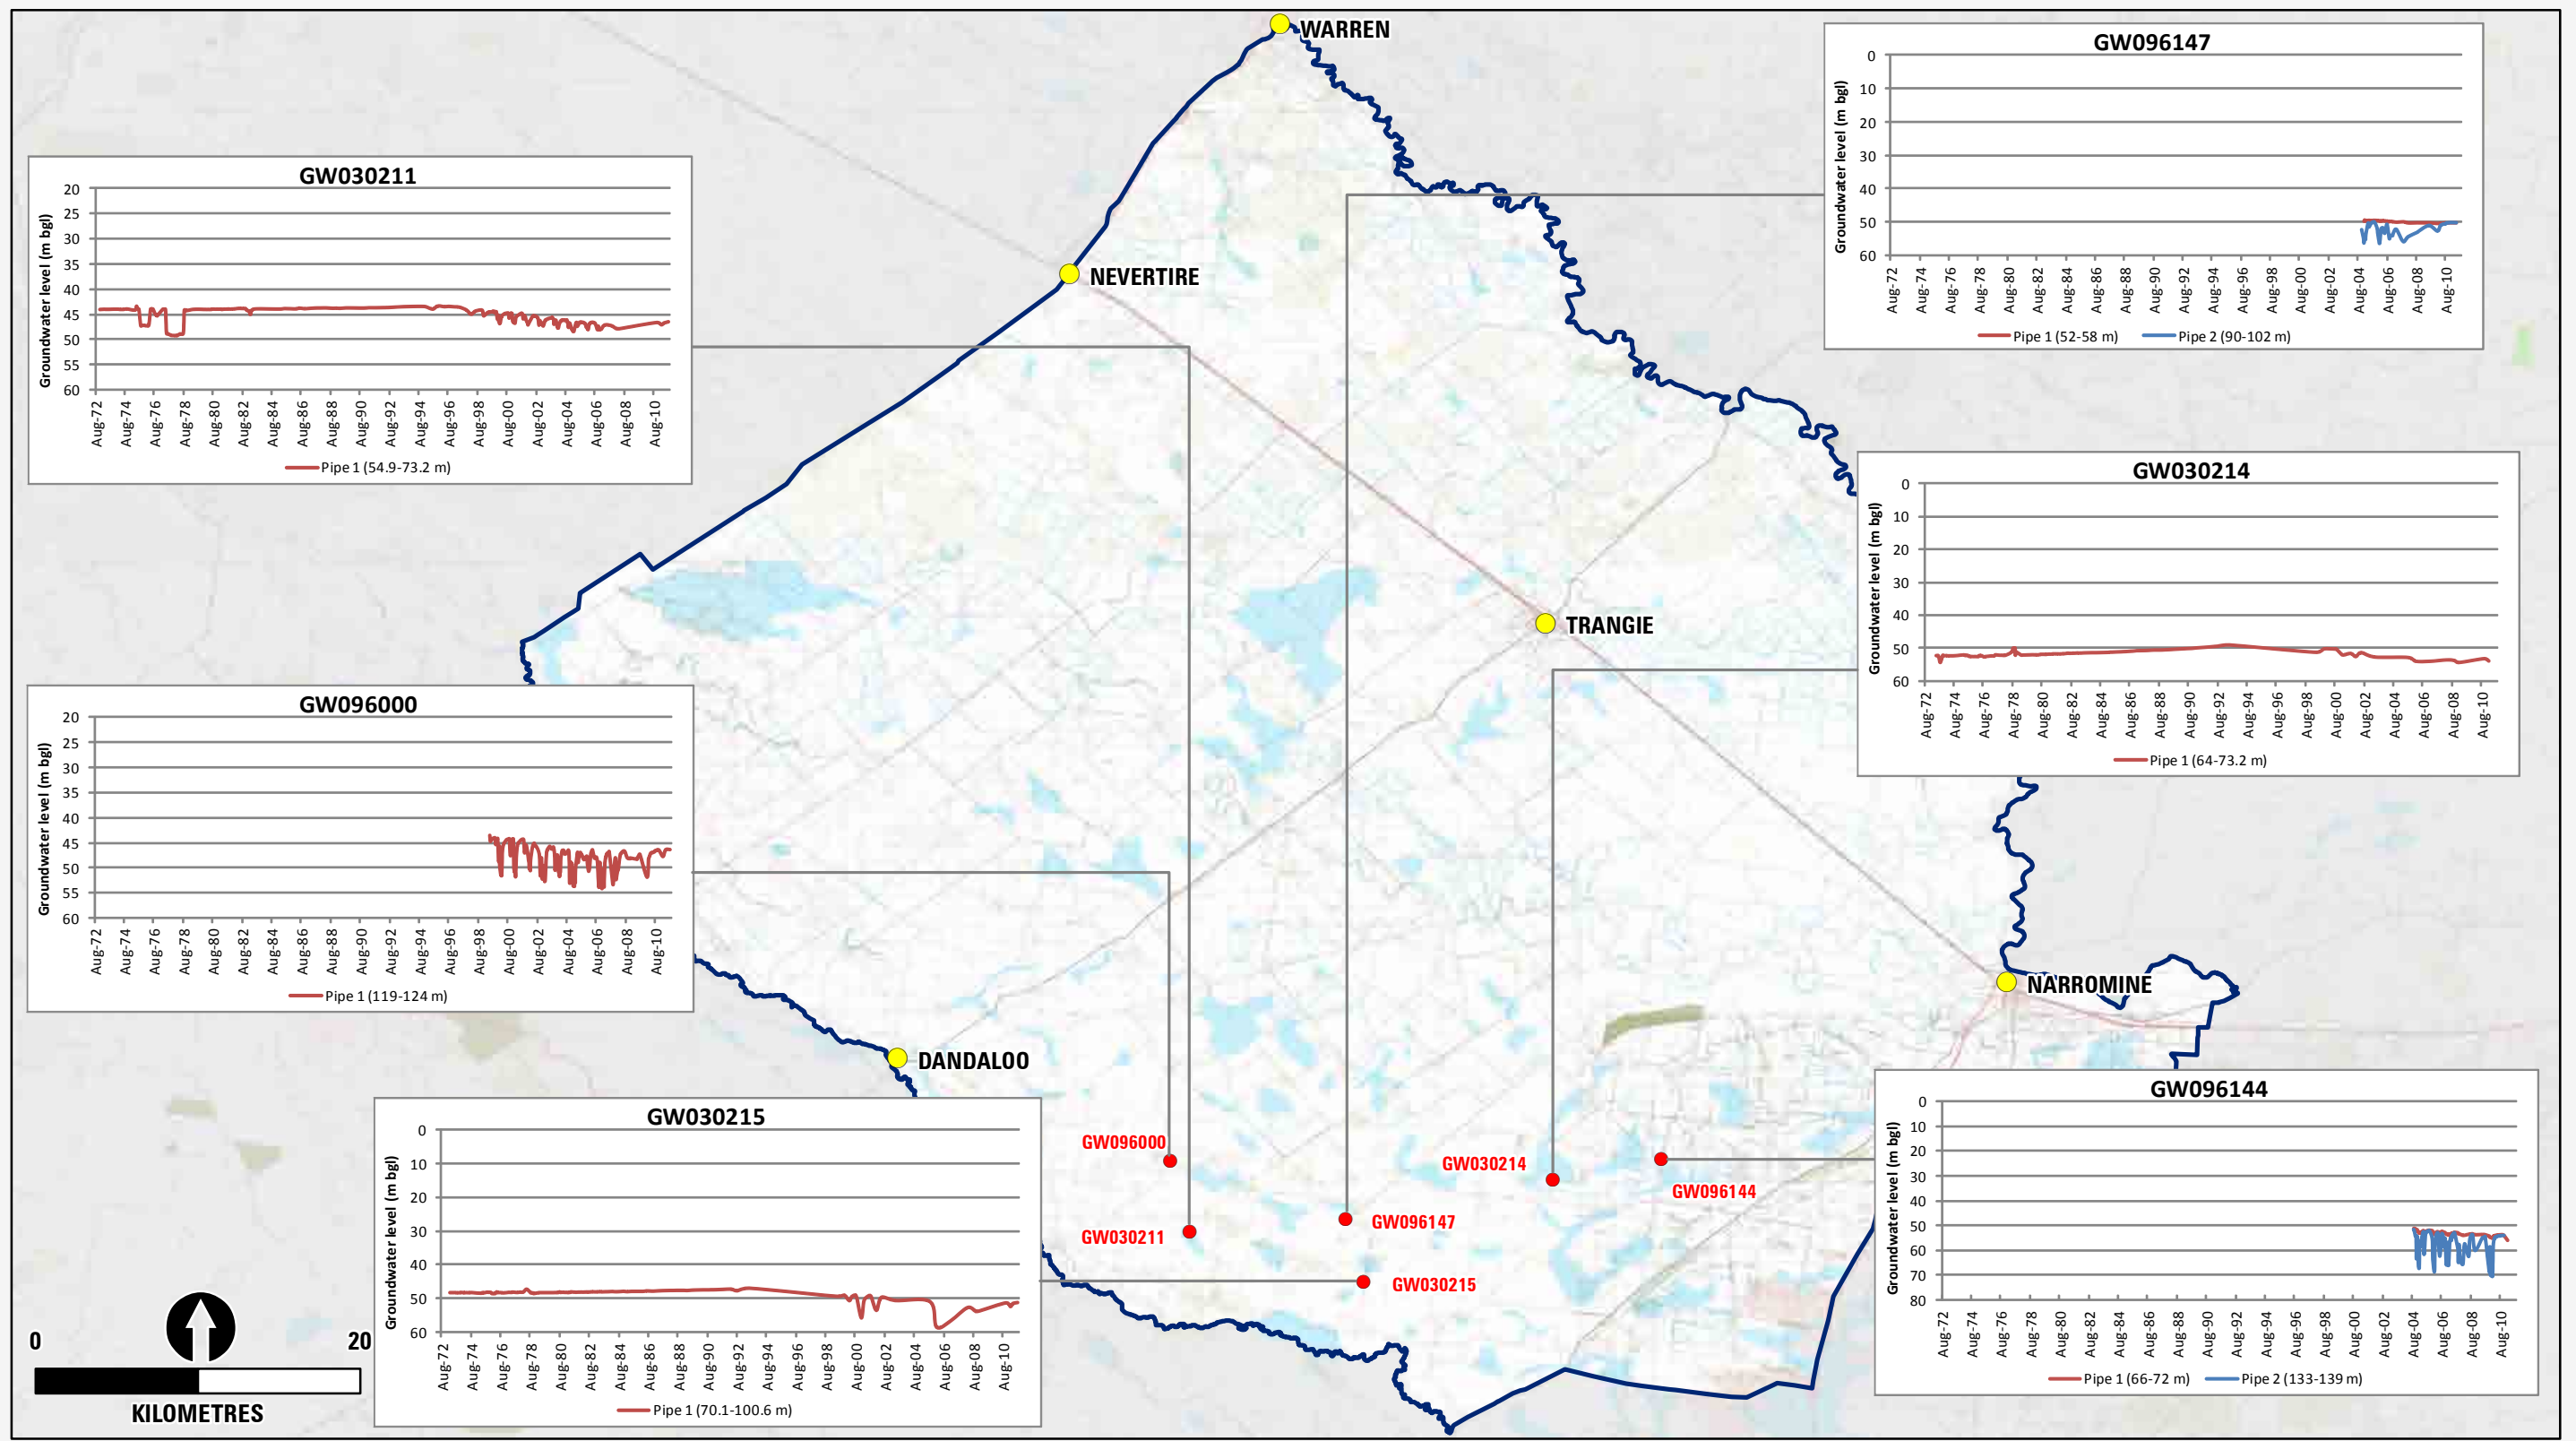 WARREN
NEVERTIRE
TRANGIE
NARROMINE
DANDALOO
GW030211
Groundwater level (m bgl)
20
25
30
35
40
45
50
55
60
Aug-72
Aug-74
Aug-76
Aug-78
Aug-80
Aug-82
Aug-84
Aug-86
Aug-88
Aug-90
Aug-92
Aug-94
Aug-96
Aug-98
Aug-00
Aug-02
Aug-04
Aug-06
Aug-08
Aug-10
Pipe 1 (54.9-73.2 m)
GW096000
Groundwater level (m bgl)
20
25
30
35
40
45
50
55
60
Aug-72
Aug-74
Aug-76
Aug-78
Aug-80
Aug-82
Aug-84
Aug-86
Aug-88
Aug-90
Aug-92
Aug-94
Aug-96
Aug-98
Aug-00
Aug-02
Aug-04
Aug-06
Aug-08
Aug-10
Pipe 1 (119-124 m)
GW030215
Groundwater level (m bgl)
0
10
20
30
40
50
60
Aug-72
Aug-74
Aug-76
Aug-78
Aug-80
Aug-82
Aug-84
Aug-86
Aug-88
Aug-90
Aug-92
Aug-94
Aug-96
Aug-98
Aug-00
Aug-02
Aug-04
Aug-06
Aug-08
Aug-10
Pipe 1 (70.1-100.6 m)
GW096147
Groundwater level (m bgl)
0
10
20
30
40
50
60
Aug-72
Aug-74
Aug-76
Aug-78
Aug-80
Aug-82
Aug-84
Aug-86
Aug-88
Aug-90
Aug-92
Aug-94
Aug-96
Aug-98
Aug-00
Aug-02
Aug-04
Aug-06
Aug-08
Aug-10
Pipe 1 (52-58 m) Pipe 2 (90-102 m)
GW030214
Groundwater level (m bgl)
0
10
20
30
40
50
60
Aug-72
Aug-74
Aug-76
Aug-78
Aug-80
Aug-82
Aug-84
Aug-86
Aug-88
Aug-90
Aug-92
Aug-94
Aug-96
Aug-98
Aug-00
Aug-02
Aug-04
Aug-06
Aug-08
Aug-10
Pipe 1 (64-73.2 m)
GW096144
Groundwater level (m bgl)
0
10
20
30
40
50
60
70
80
Aug-72
Aug-74
Aug-76
Aug-78
Aug-80
Aug-82
Aug-84
Aug-86
Aug-88
Aug-90
Aug-92
Aug-94
Aug-96
Aug-98
Aug-00
Aug-02
Aug-04
Aug-06
Aug-08
Aug-10
Pipe 1 (66-72 m) Pipe 2 (133-139 m)
GW096000
GW030211
GW096147
GW030215
GW030214
GW096144
0 20
KILOMETRES